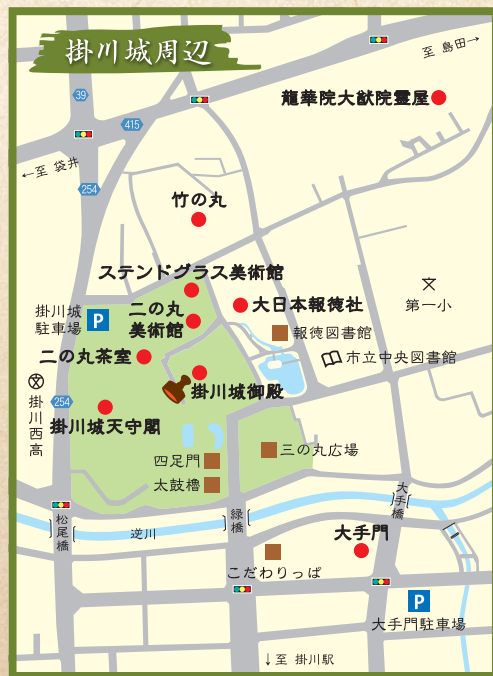 掛川城周辺
至 島田→
39
龍華院大猷院霊屋
415
←至 袋井
254
竹の丸
ステンドグラス美術館
掛川城
駐車場
P
二の丸
美術館
大日本報徳社
文
第一小
報徳図書館
二の丸茶室
市立中央図書館
文
掛川西高
254
掛川城御殿
掛川城天守閣
四足門
三の丸広場
太鼓櫓
大手橋
松尾橋
逆川
緑橋
大手門
こだわりっぱ
P
大手門駐車場
↓至 掛川駅